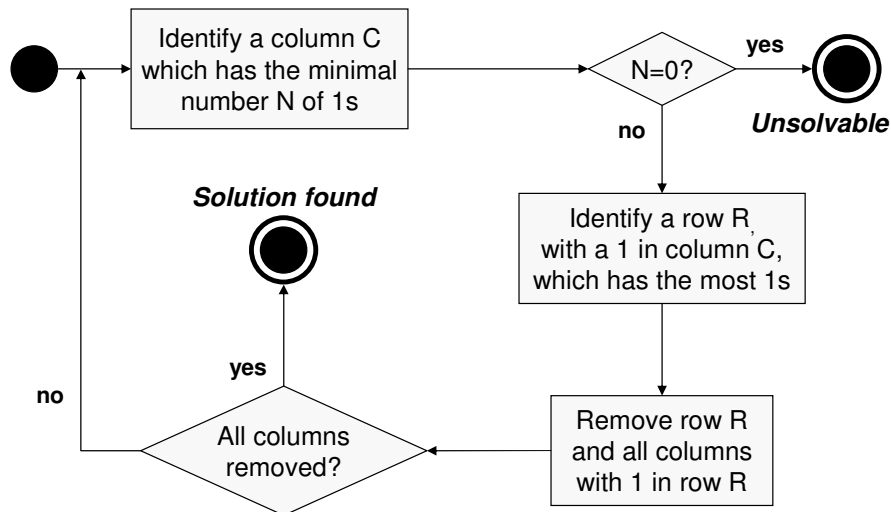 Identify a column C
which has the minimal
number N of 1s
N=0?
yes
Unsolvable
no
Identify a row R,
with a 1 in column C,
which has the most 1s
Remove row R
and all columns
with 1 in row R
All columns
removed?
yes
Solution found
no